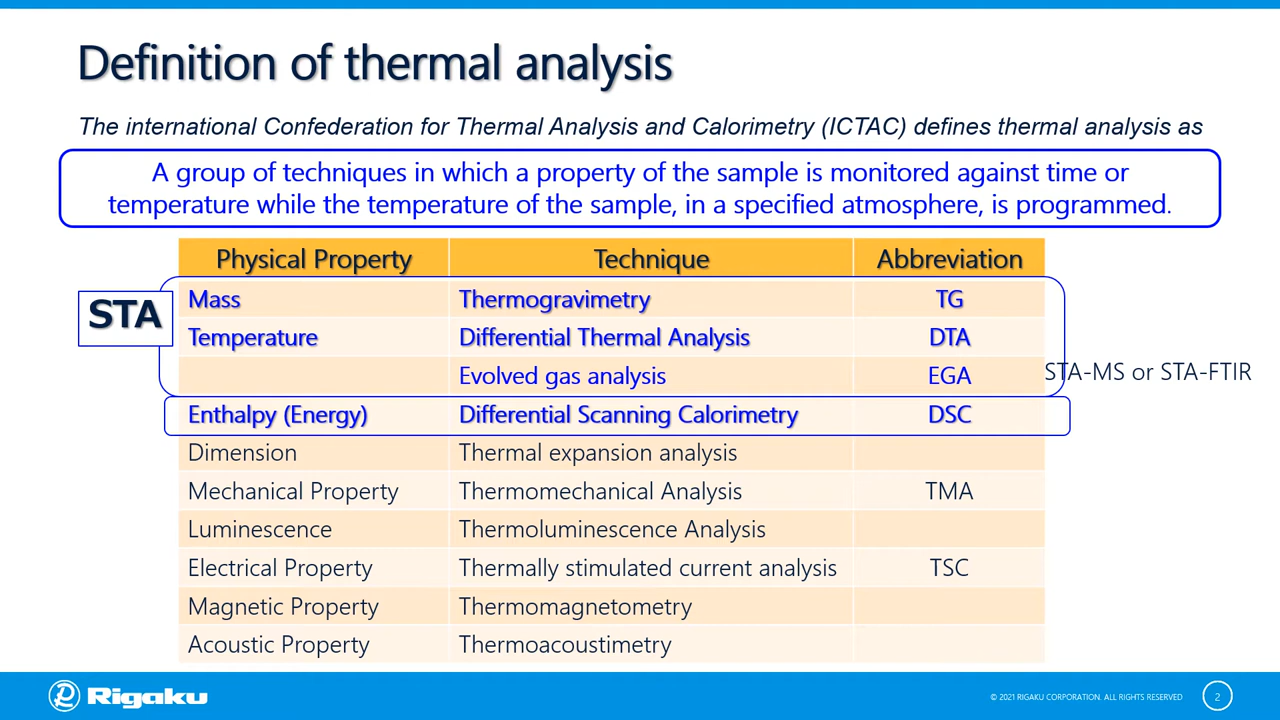 Definition of thermal analysis
The international Confederation for Thermal Analysis and Calorimetry (ICTAC) defines thermal analysis as
A group of techniques in which a property of the sample is monitored against time or
temperature while the temperature of the sample, in a specified atmosphere, is programmed.
Physical Property Technique Abbreviation
STA
Mass Thermogravimetry TG
Temperature Differential Thermal Analysis DTA
Evolved gas analysis EGA
STA-MS or STA-FTIR
Enthalpy (Energy) Differential Scanning Calorimetry DSC
Dimension Thermal expansion analysis
Mechanical Property Thermomechanical Analysis TMA
Luminescence Thermoluminescence Analysis
Electrical Property Thermally stimulated current analysis TSC
Magnetic Property Thermomagnetometry
Acoustic Property Thermoacoustimetry
Rigaku
© 2021 RIGAKU CORPORATION. ALL RIGHTS RESERVED
2